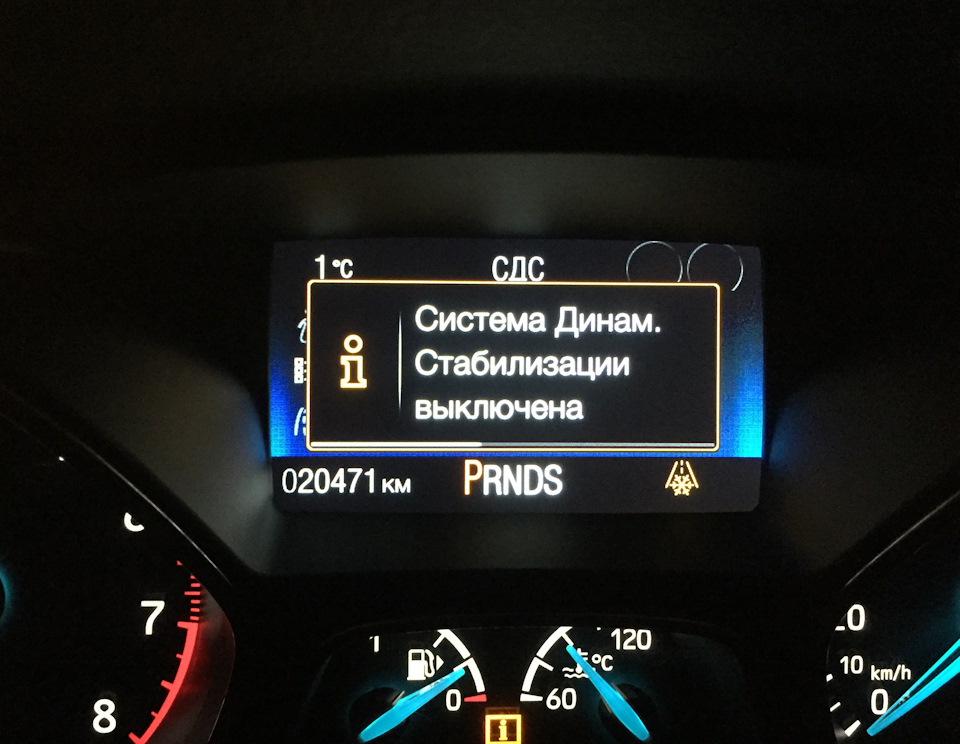 1°C СДС
Система Динам.
Стабилизации
выключена
020471 км PRNDS
7
8
1
0
60
120
°C
10
km/h
0